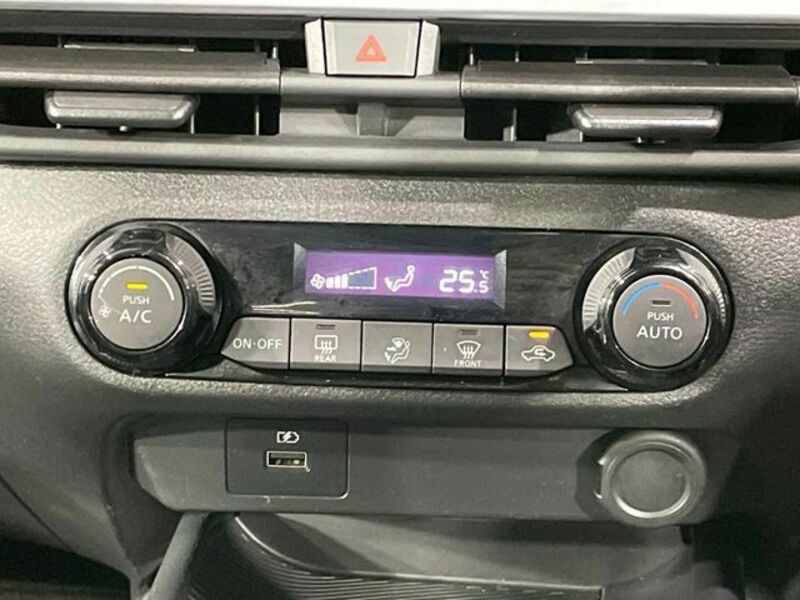 25.5 °C
PUSH
A/C
ON·OFF
REAR
FRONT
PUSH
AUTO